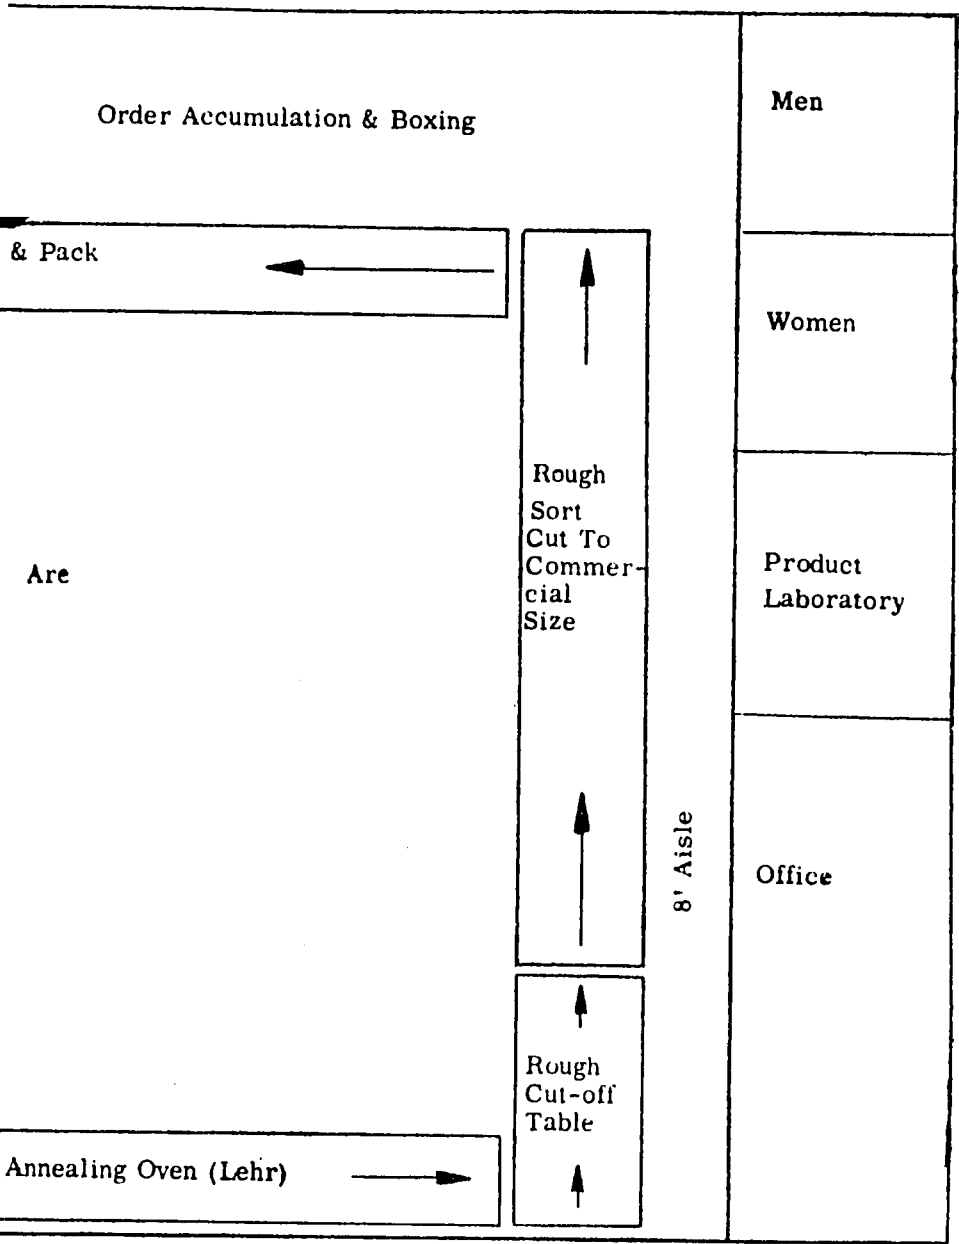 Order Accumulation & Boxing
Men
& Pack
Women
Rough
Sort
Cut To
Commer-
cial
Size
Are
Product
Laboratory
8' Aisle
Office
Rough
Cut-off
Table
Annealing Oven (Lehr)